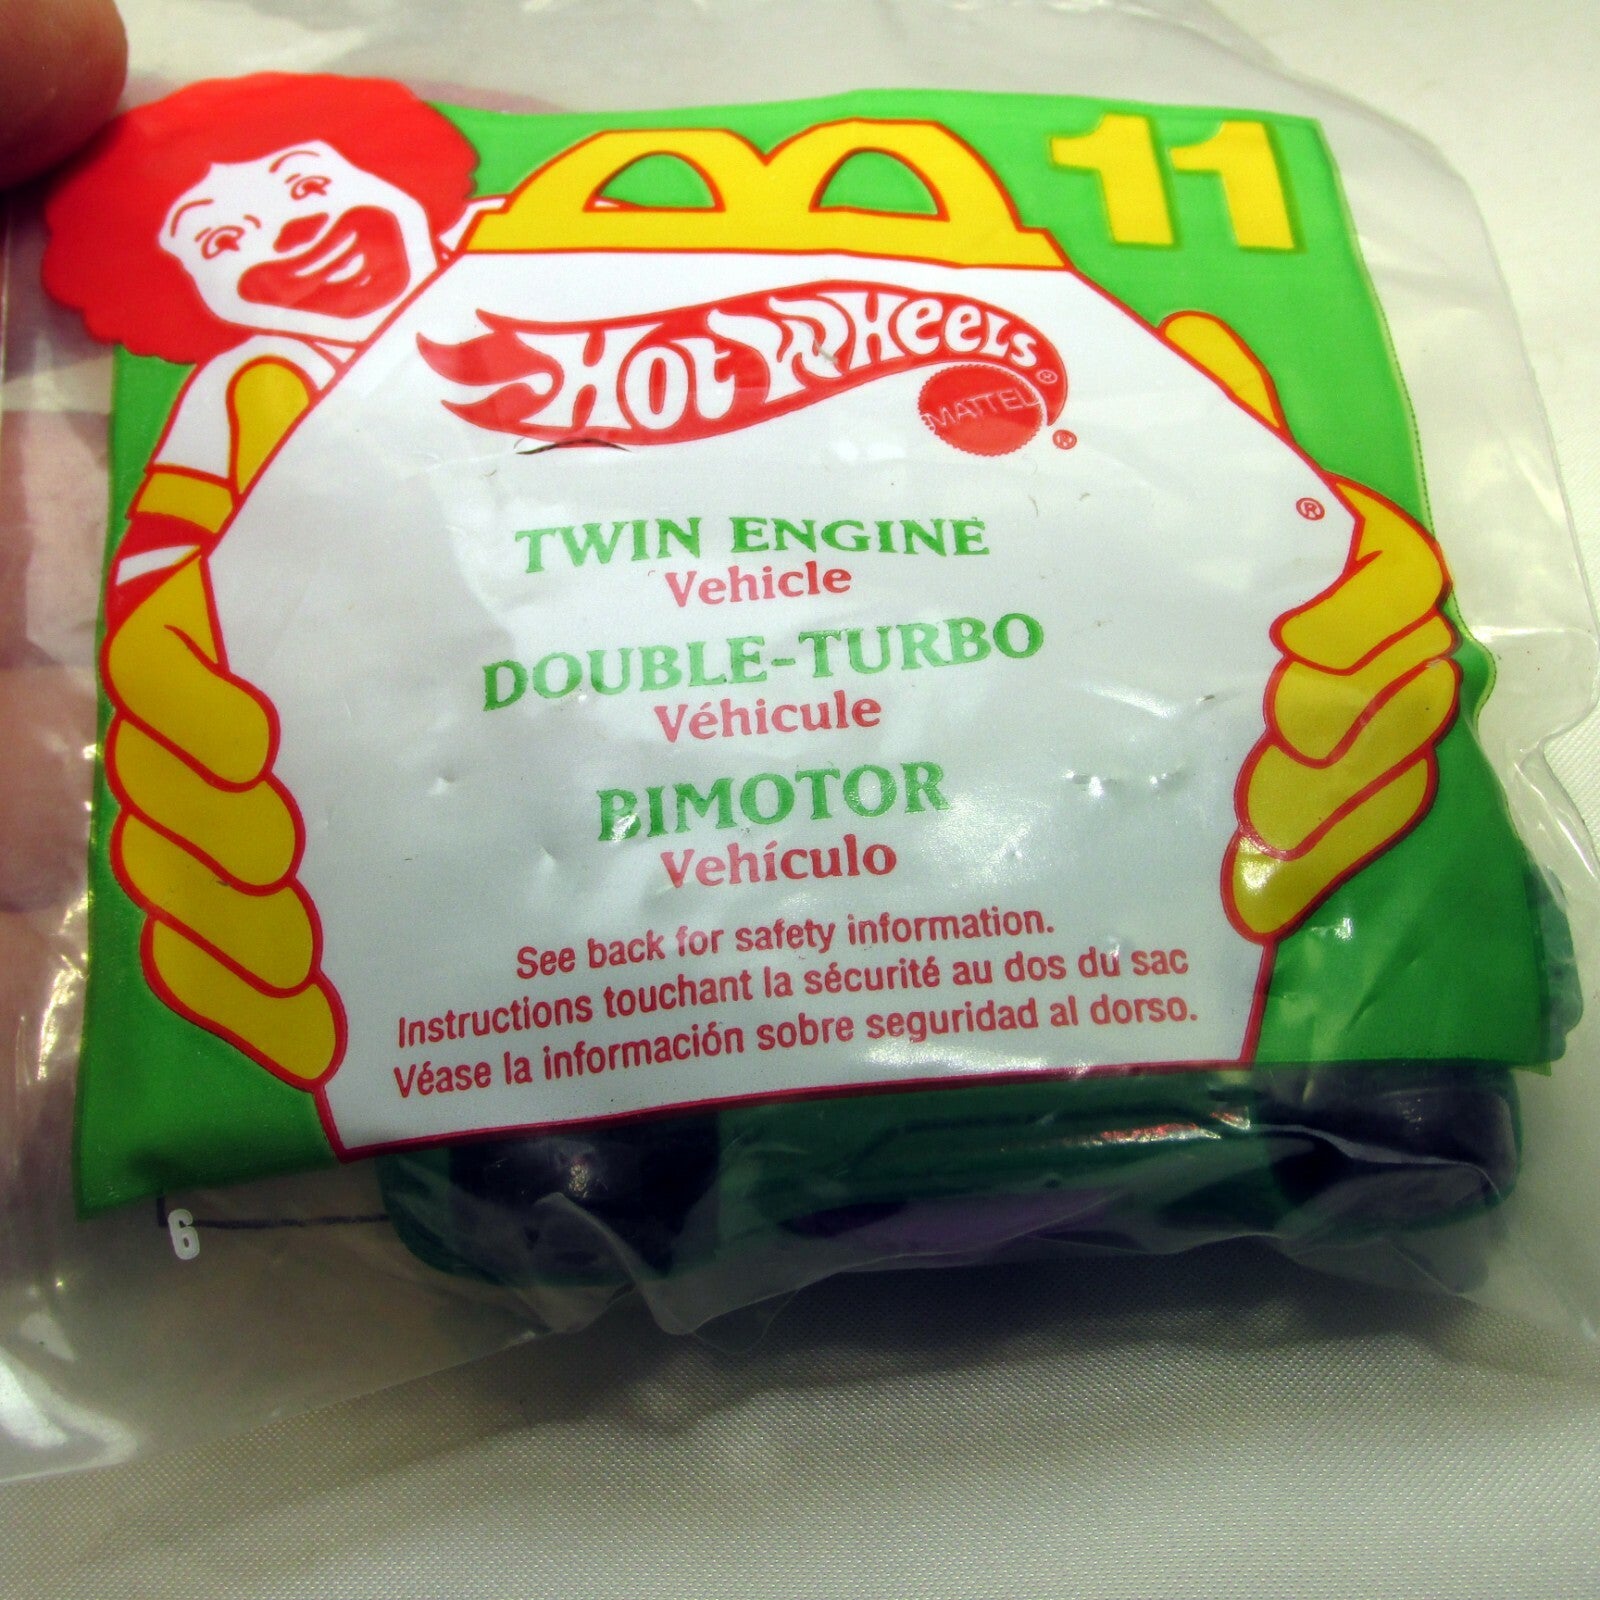 11
HOT WHEELS®
MATTEL
®
®
TWIN ENGINE
Vehicle
DOUBLE-TURBO
Véhicule
BIMOTOR
Vehículo
See back for safety information.
Instructions touchant la sécurité au dos du sac
Véase la información sobre seguridad al dorso.
6